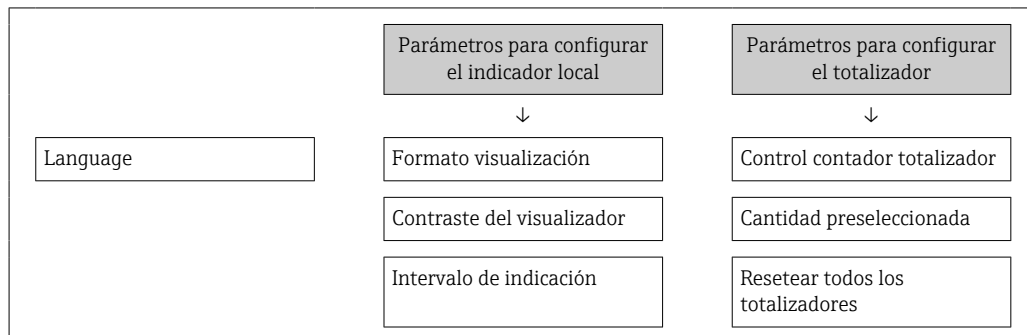 Parámetros para configurar
el indicador local
Parámetros para configurar
el totalizador
↓
↓
Language
Formato visualización
Control contador totalizador
Contraste del visualizador
Cantidad preseleccionada
Intervalo de indicación
Resetear todos los
totalizadores